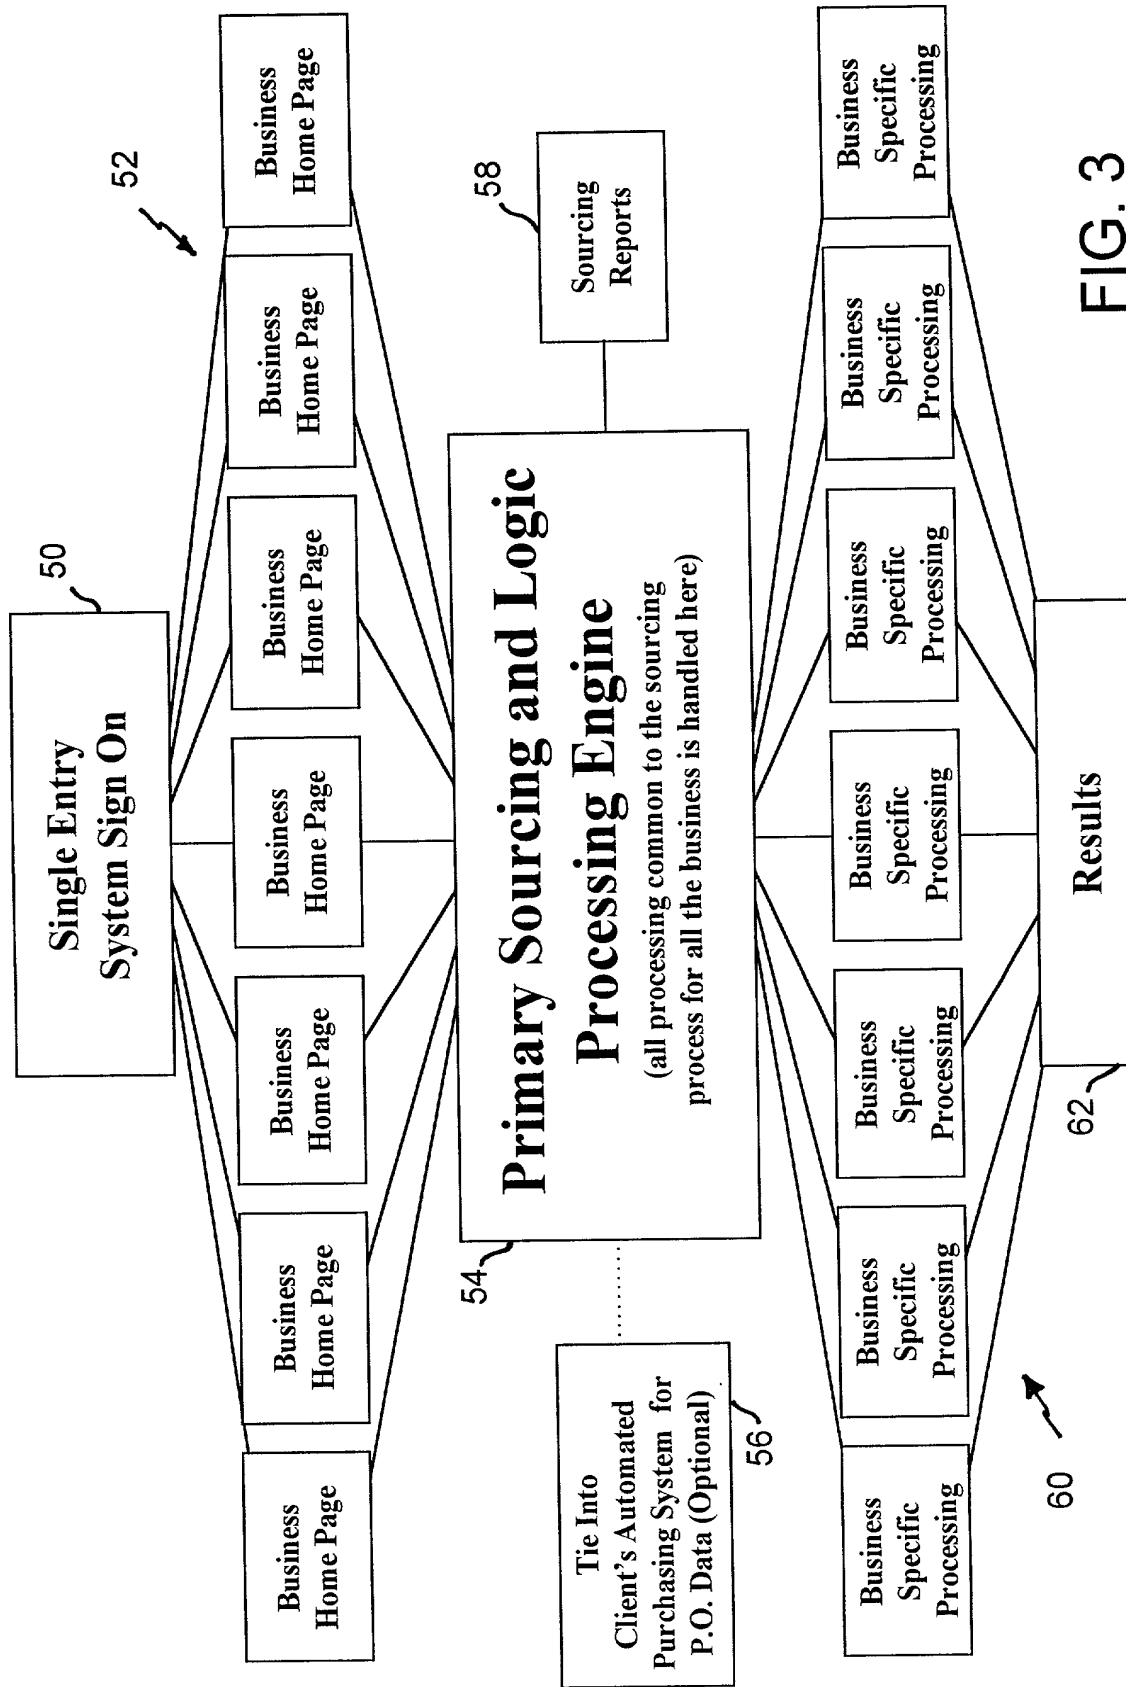 Single Entry
System Sign On
50
52
Business
Home Page
Business
Home Page
Business
Home Page
Business
Home Page
Business
Home Page
Business
Home Page
Business
Home Page
Tie Into
Client's Automated
Purchasing System for
P.O. Data (Optional)
56
54
Primary Sourcing and Logic
Processing Engine
(all processing common to the sourcing
process for all the business is handled here)
Sourcing
Reports
58
Business
Specific
Processing
Business
Specific
Processing
Business
Specific
Processing
Business
Specific
Processing
Business
Specific
Processing
Business
Specific
Processing
Business
Specific
Processing
60
62
Results
FIG. 3